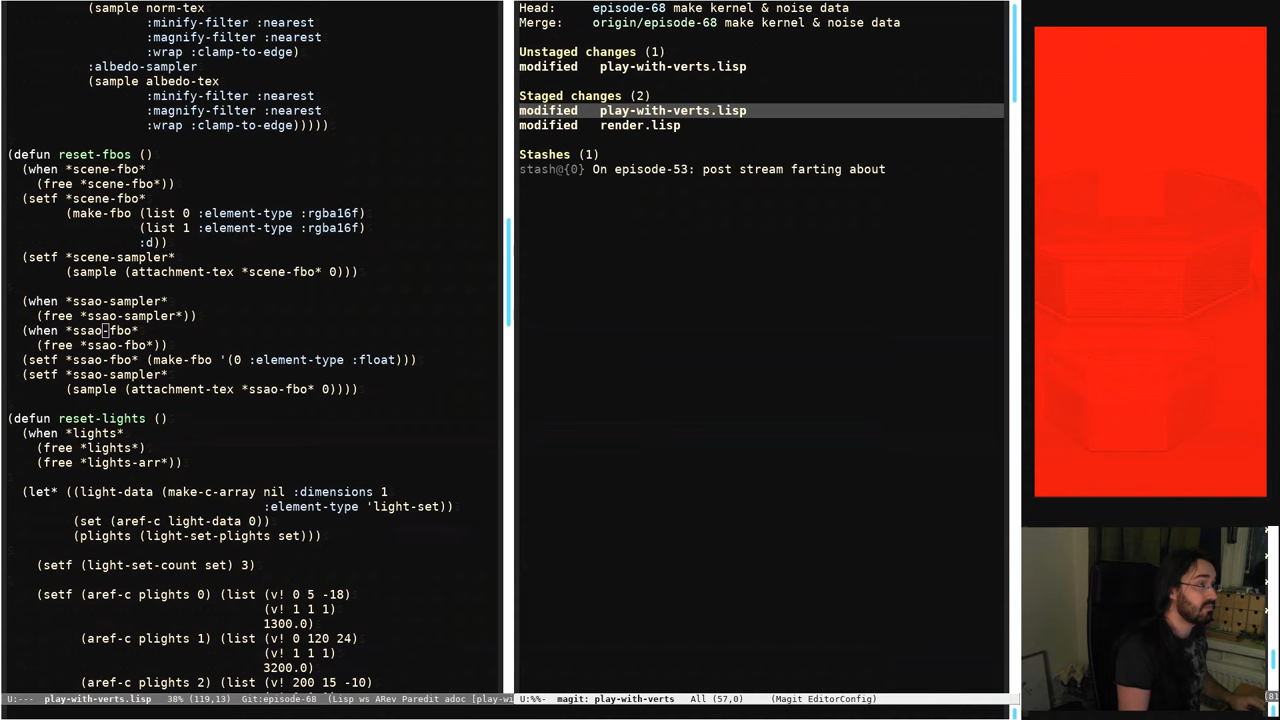 (sample norm-tex
:minify-filter :nearest
:magnify-filter :nearest
:wrap :clamp-to-edge)
:albedo-sampler
(sample albedo-tex
:minify-filter :nearest
:magnify-filter :nearest
:wrap :clamp-to-edge)))))
(defun reset-fbos ()
(when *scene-fbo*
(free *scene-fbo*))
(setf *scene-fbo*
(make-fbo (list 0 :element-type :rgba16f)
(list 1 :element-type :rgba16f)
:d))
(setf *scene-sampler*
(sample (attachment-tex *scene-fbo* 0)))
(when *ssao-sampler*
(free *ssao-sampler*))
(when *ssao-fbo*
(free *ssao-fbo*))
(setf *ssao-fbo* (make-fbo '(0 :element-type :float)))
(setf *ssao-sampler*
(sample (attachment-tex *ssao-fbo* 0))))
(defun reset-lights ()
(when *lights*
(free *lights*)
(free *lights-arr*))
(let* ((light-data (make-c-array nil :dimensions 1
:element-type 'light-set))
(set (aref-c light-data 0))
(plights (light-set-plights set)))
(setf (light-set-count set) 3)
(setf (aref-c plights 0) (list (v! 0 5 -18)
(v! 1 1 1)
1300.0)
(aref-c plights 1) (list (v! 0 120 24)
(v! 1 1 1)
3200.0)
(aref-c plights 2) (list (v! 200 15 -10)
U:--- play-with-verts.lisp 38% (119,13) Git:episode-68 (Lisp ws ARev Paredit adoc [play-wi
Head: episode-68 make kernel & noise data
Merge: origin/episode-68 make kernel & noise data
Unstaged changes (1)
modified play-with-verts.lisp
Staged changes (2)
modified play-with-verts.lisp
modified render.lisp
Stashes (1)
stash@{0} On episode-53: post stream farting about
U:%%- magit: play-with-verts All (57,0) (Magit EditorConfig)
(81